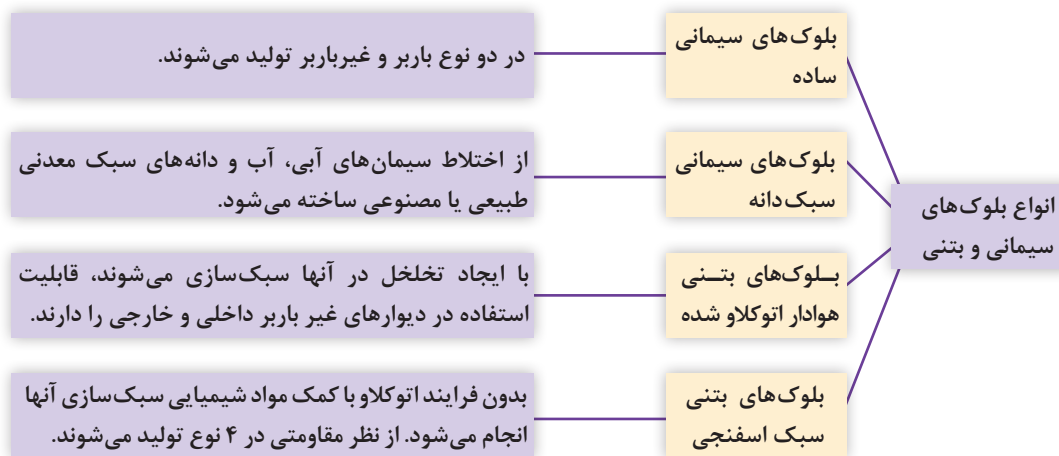 انواع بلوک‌های
سیمانی و بتنی
بلوک‌های سیمانی
ساده
در دو نوع باربر و غیرباربر تولید می‌شوند.
بلوک‌های سیمانی
سبک‌دانه
از اختلاط سیمان‌های آبی، آب و دانه‌های سبک معدنی
طبیعی یا مصنوعی ساخته می‌شود.
بــلوک‌های بتــنی
هوادار اتوکلاو شده
با ایجاد تخلخل در آنها سبک‌سازی می‌شوند، قابلیت
استفاده در دیوارهای غیر باربر داخلی و خارجی را دارند.
بلوک‌های بتنی
سبک اسفنجی
بدون فرایند اتوکلاو با کمک مواد شیمیایی سبک‌سازی آنها
انجام می‌شود. از نظر مقاومتی در ۴ نوع تولید می‌شوند.